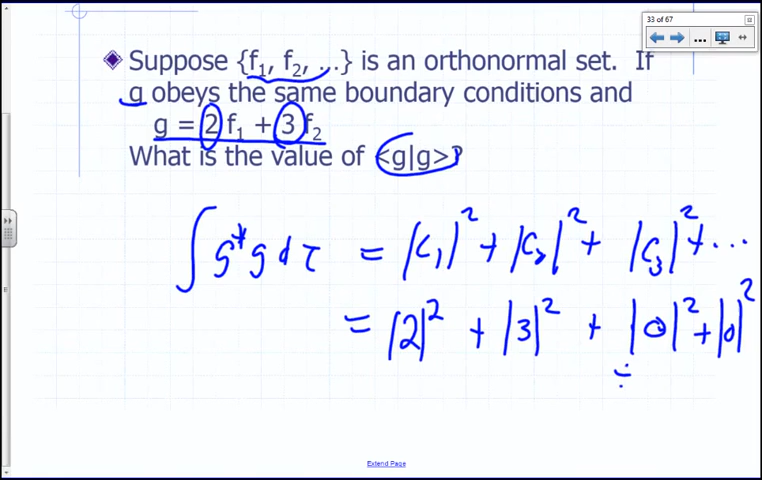 33 of 67
Suppose {f₁, f₂, ...} is an orthonormal set. If
g obeys the same boundary conditions and
g = 2 f₁ + 3 f₂
What is the value of <g|g>?
∫ g* g dτ = |c₁|² + |c₂|² + |c₃|² + ...
= |2|² + |3|² + |0|² + |0|²
Extend Page